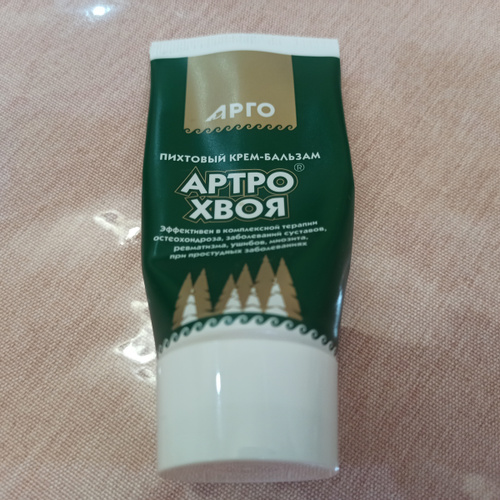 АРГО
ПИХТОВЫЙ КРЕМ-БАЛЬЗАМ
АРТРО®
ХВОЯ
Эффективен в комплексной терапии
остеохондроза, заболеваний суставов,
ревматизма, ушибов, миозита,
при простудных заболеваниях